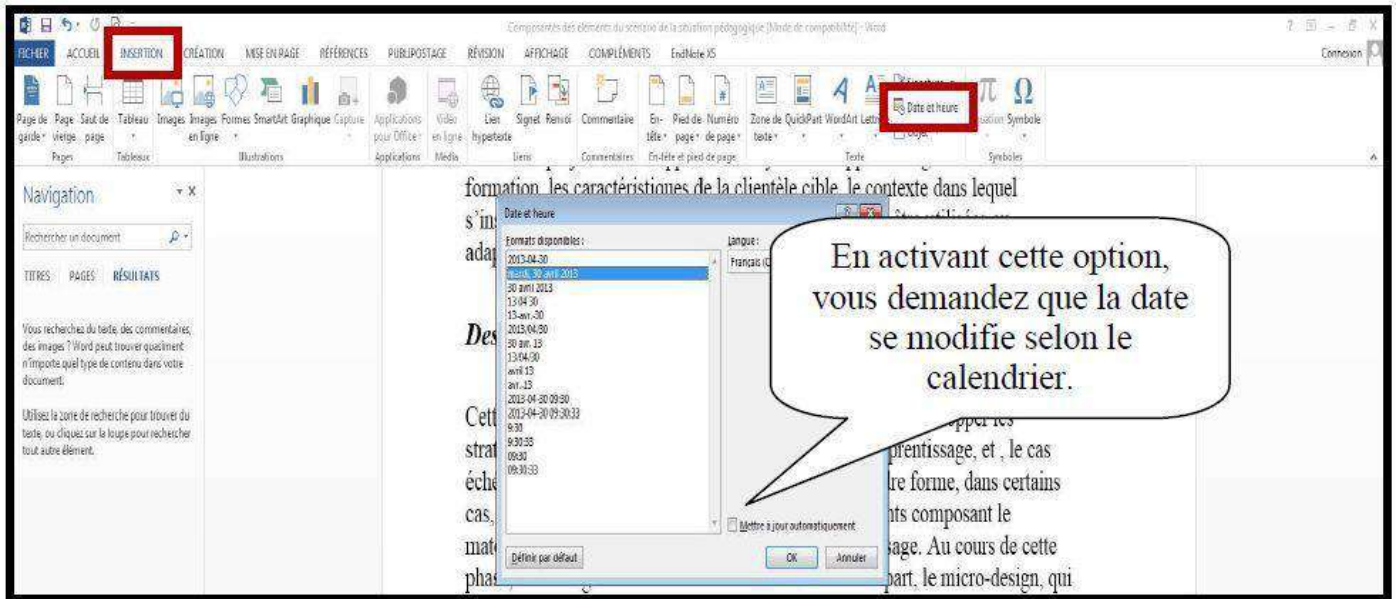 Composantes des éléments du scénario de la situation pédagogique [Mode de compatibilité] - Word
FICHIER ACCUEIL INSERTION CRÉATION MISE EN PAGE RÉFÉRENCES PUBLIPOSTAGE RÉVISION AFFICHAGE COMPLÉMENTS EndNote X5 Connexion
Page de garde Page vierge Saut de page Tableau Images Images en ligne Formes SmartArt Graphique Capture Applications pour Office Vidéo en ligne Lien hypertexte Signet Renvoi Commentaire En-tête Pied de page Numéro de page Zone de texte QuickPart WordArt Date et heure Symbole
Pages Tableaux Illustrations Applications Média Liens Commentaires En-tête et pied de page Texte Symboles
Navigation
Rechercher un document
TITRES PAGES RÉSULTATS
Vous recherchez du texte, des commentaires,
des images ? Word peut trouver quasiment
n'importe quel type de contenu dans votre
document.
Utilisez la zone de recherche pour trouver du
texte, ou cliquez sur la loupe pour rechercher
tout autre élément.
formation, les caractéristiques de la clientèle cible, le contexte dans lequel
s'ins
adap
Des
Cett
strat prentissage, et , le cas
éche re forme, dans certains
cas, nts composant le
maté sage. Au cours de cette
phas part, le micro-design, qui
Date et heure
Formats disponibles :
2013-04-30
mardi, 30 avril 2013
30 avril 2013
13 04 30
13-avr.-30
2013/04/30
30 avr. 13
13/04/30
avril 13
avr.-13
2013-04-30 09:30
2013-04-30 09:30:33
9:30
9:30:33
09:30
09:30:33
Langue :
Français (C
Mettre à jour automatiquement
Définir par défaut OK Annuler
En activant cette option,
vous demandez que la date
se modifie selon le
calendrier.